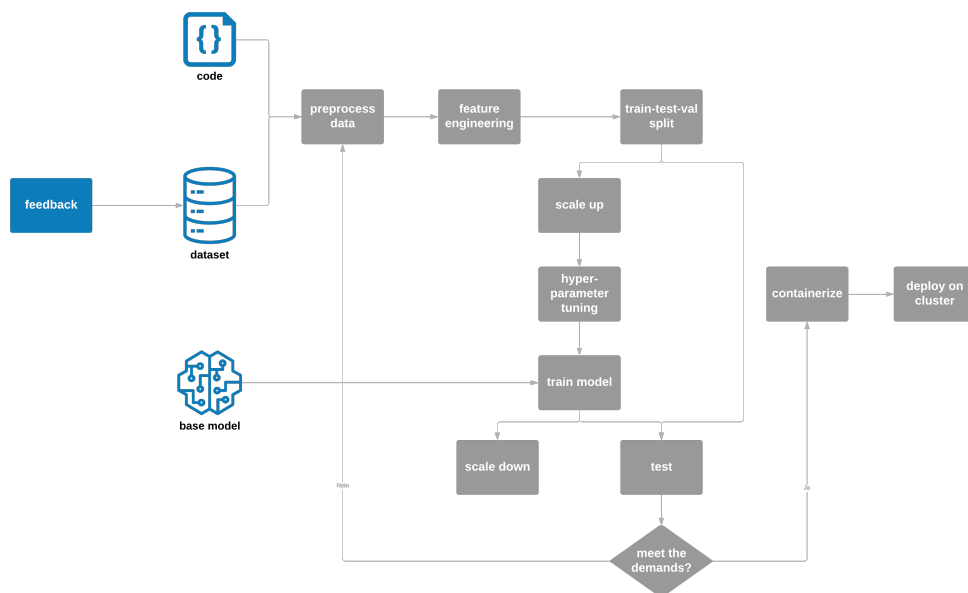 { }
code
preprocess
data
feature
engineering
train-test-val
split
feedback
dataset
scale up
hyper-
parameter
tuning
containerize
deploy on
cluster
train model
base model
scale down
test
Nein
Ja
meet the
demands?